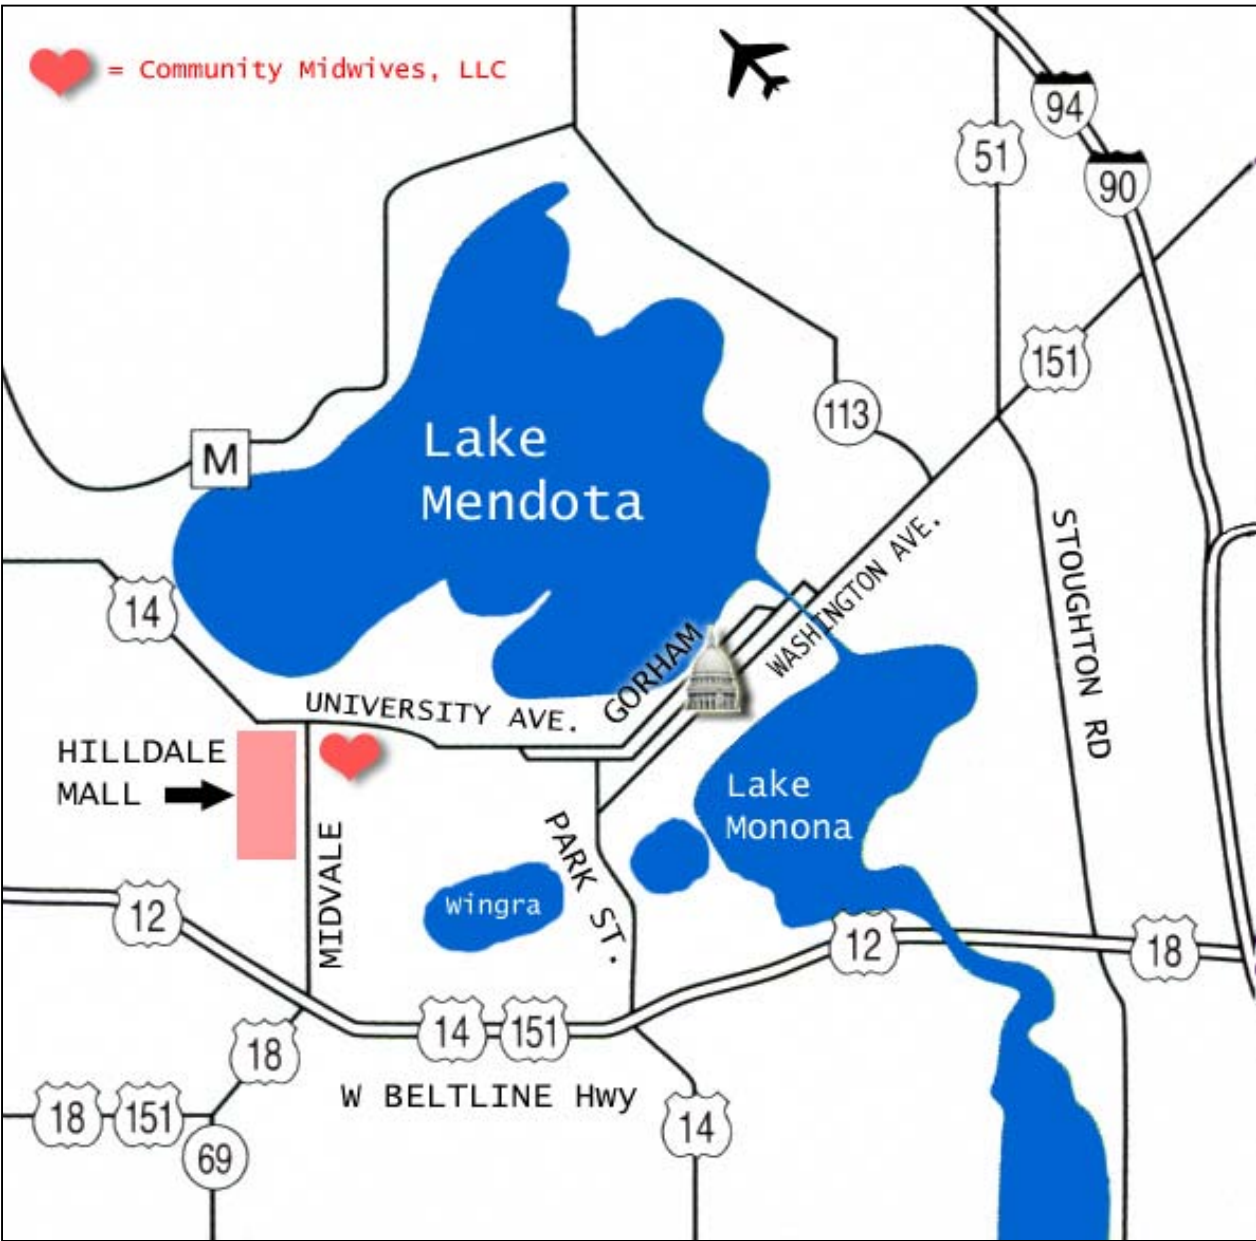 = Community Midwives, LLC
94
51
90
151
113
Lake
Mendota
M
WASHINGTON AVE.
STOUGHTON RD
14
GORHAM
UNIVERSITY AVE.
HILLDALE
MALL
Lake
Monona
MIDVALE
PARK ST.
Wingra
12
12
18
14
151
18
W BELTLINE Hwy
18
151
14
69